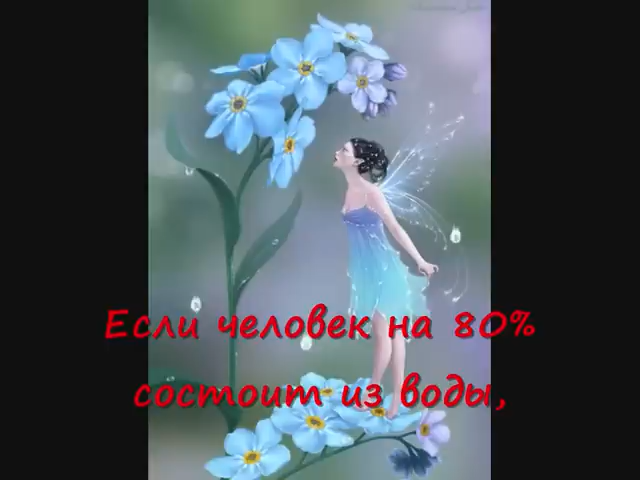 Если человек на 80%
состоит из воды,